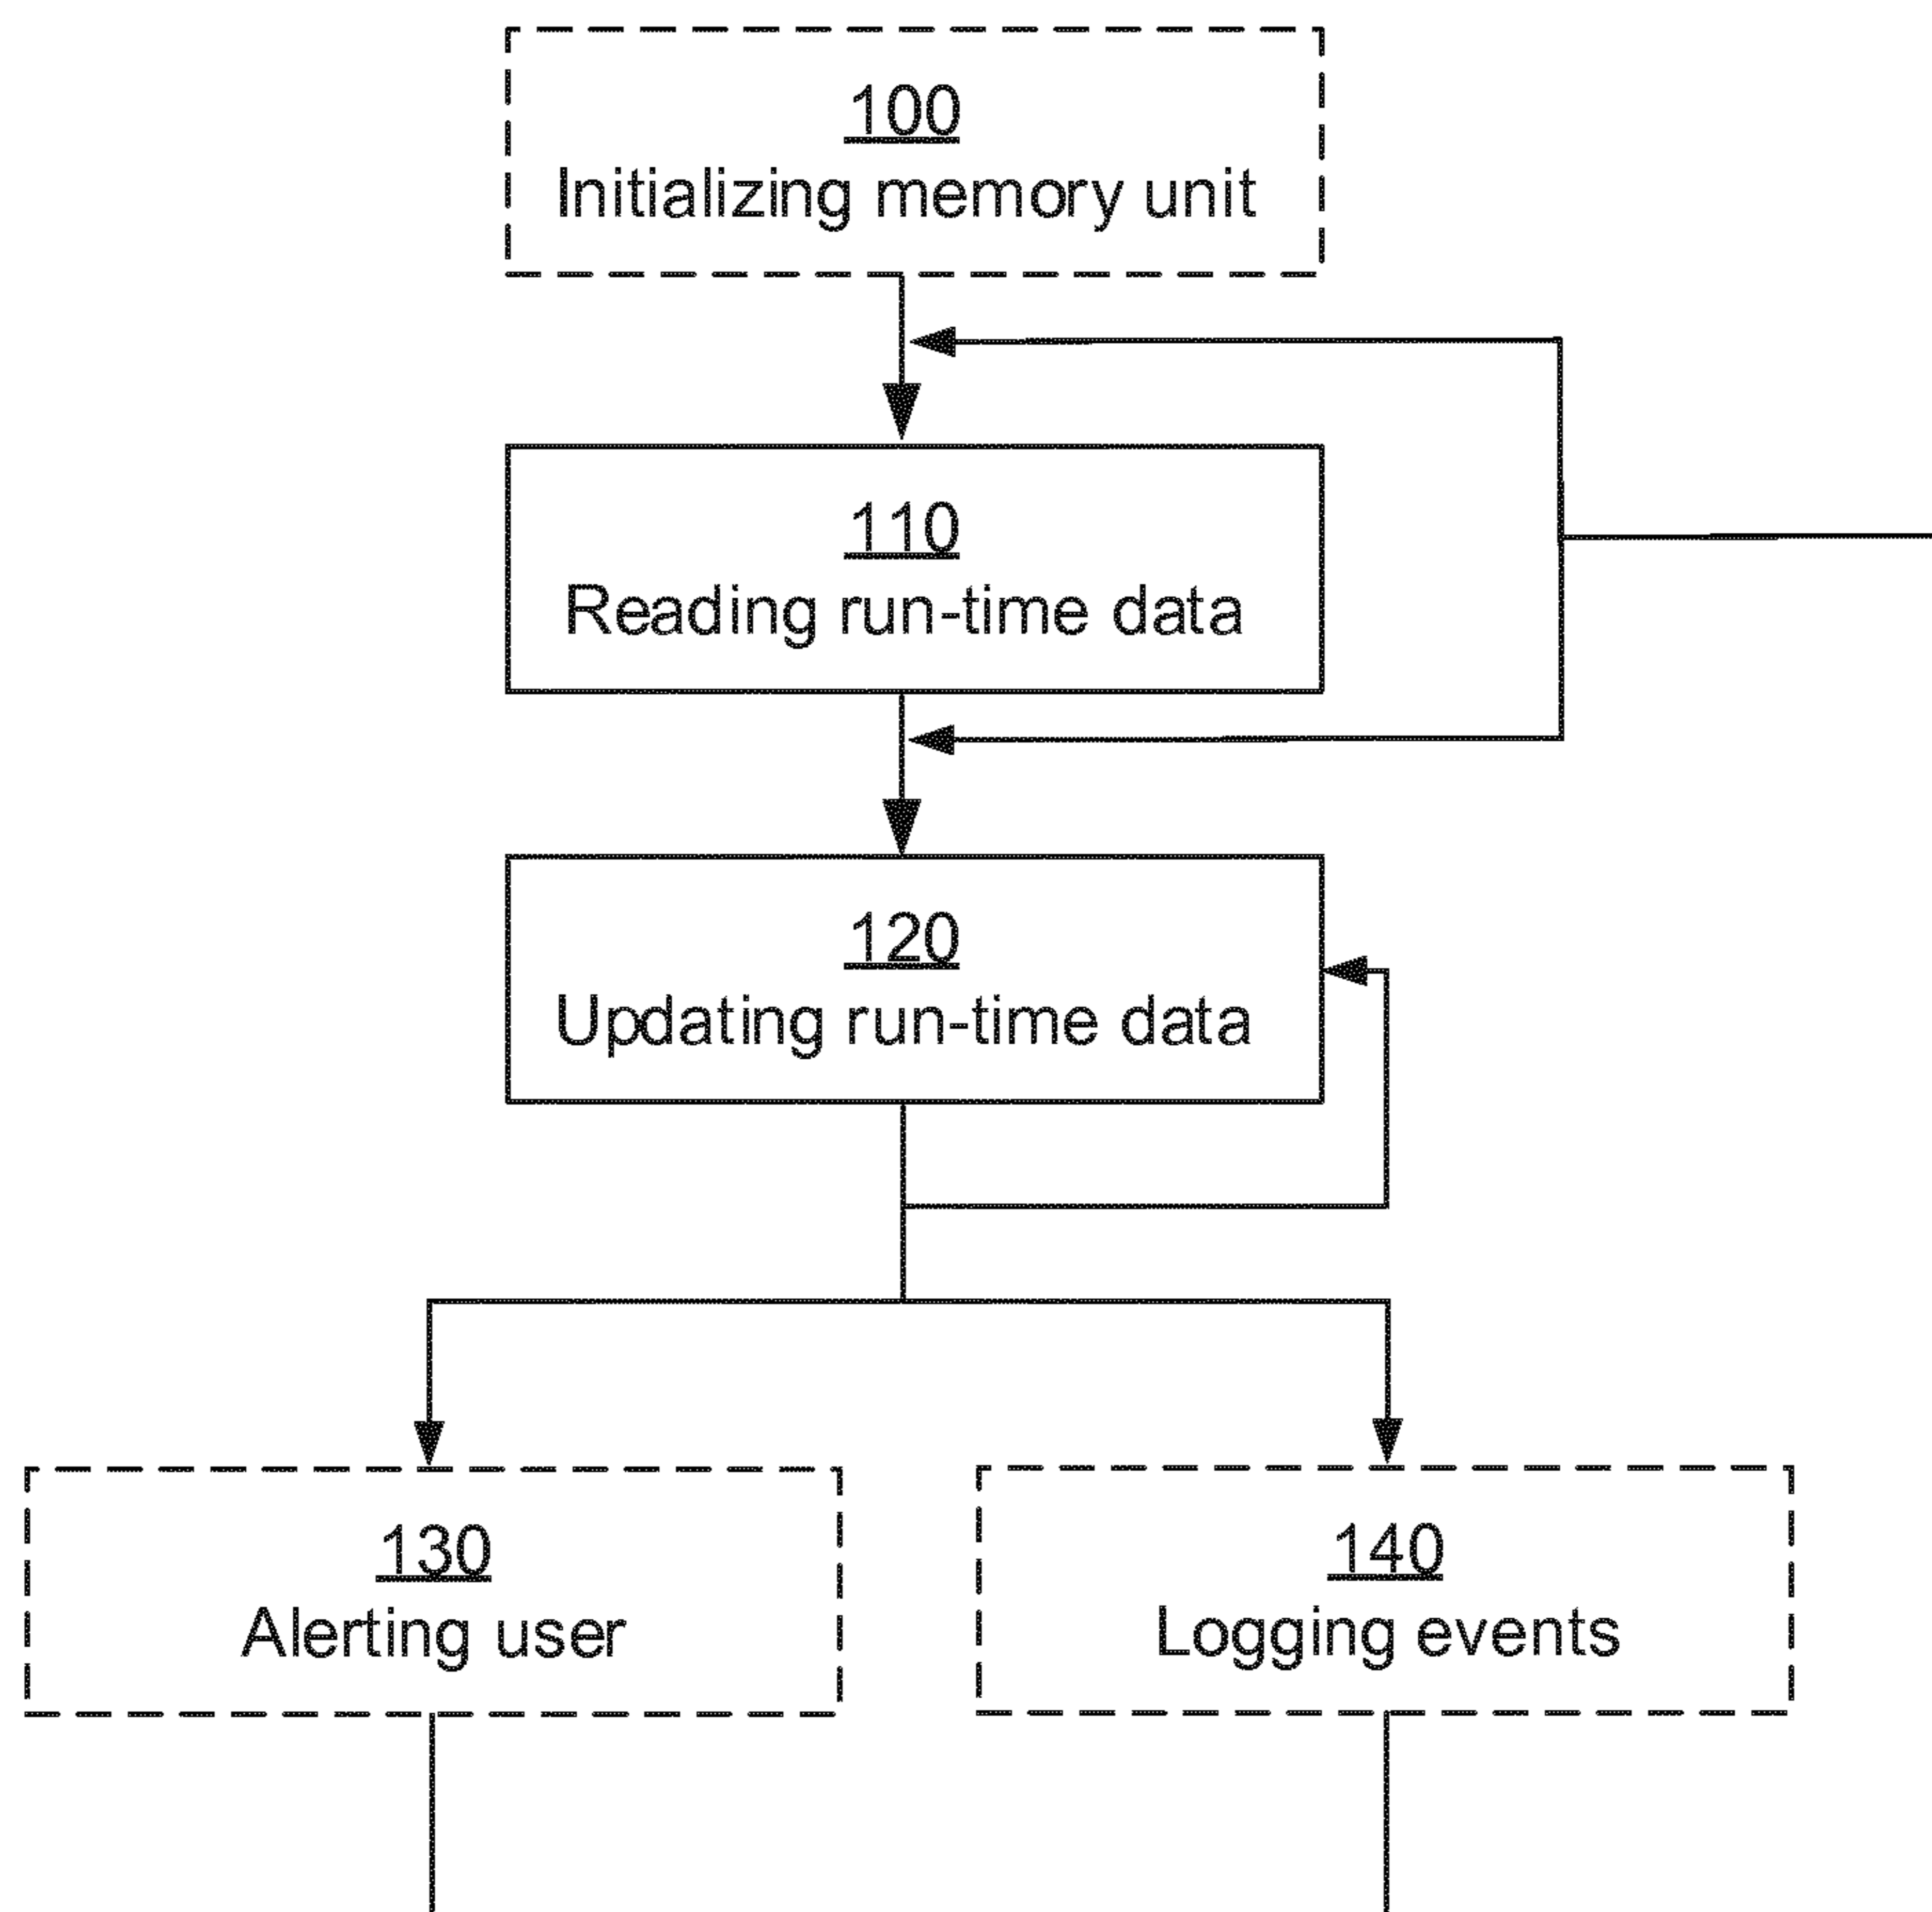 100
Initializing memory unit
110
Reading run-time data
120
Updating run-time data
130
Alerting user
140
Logging events